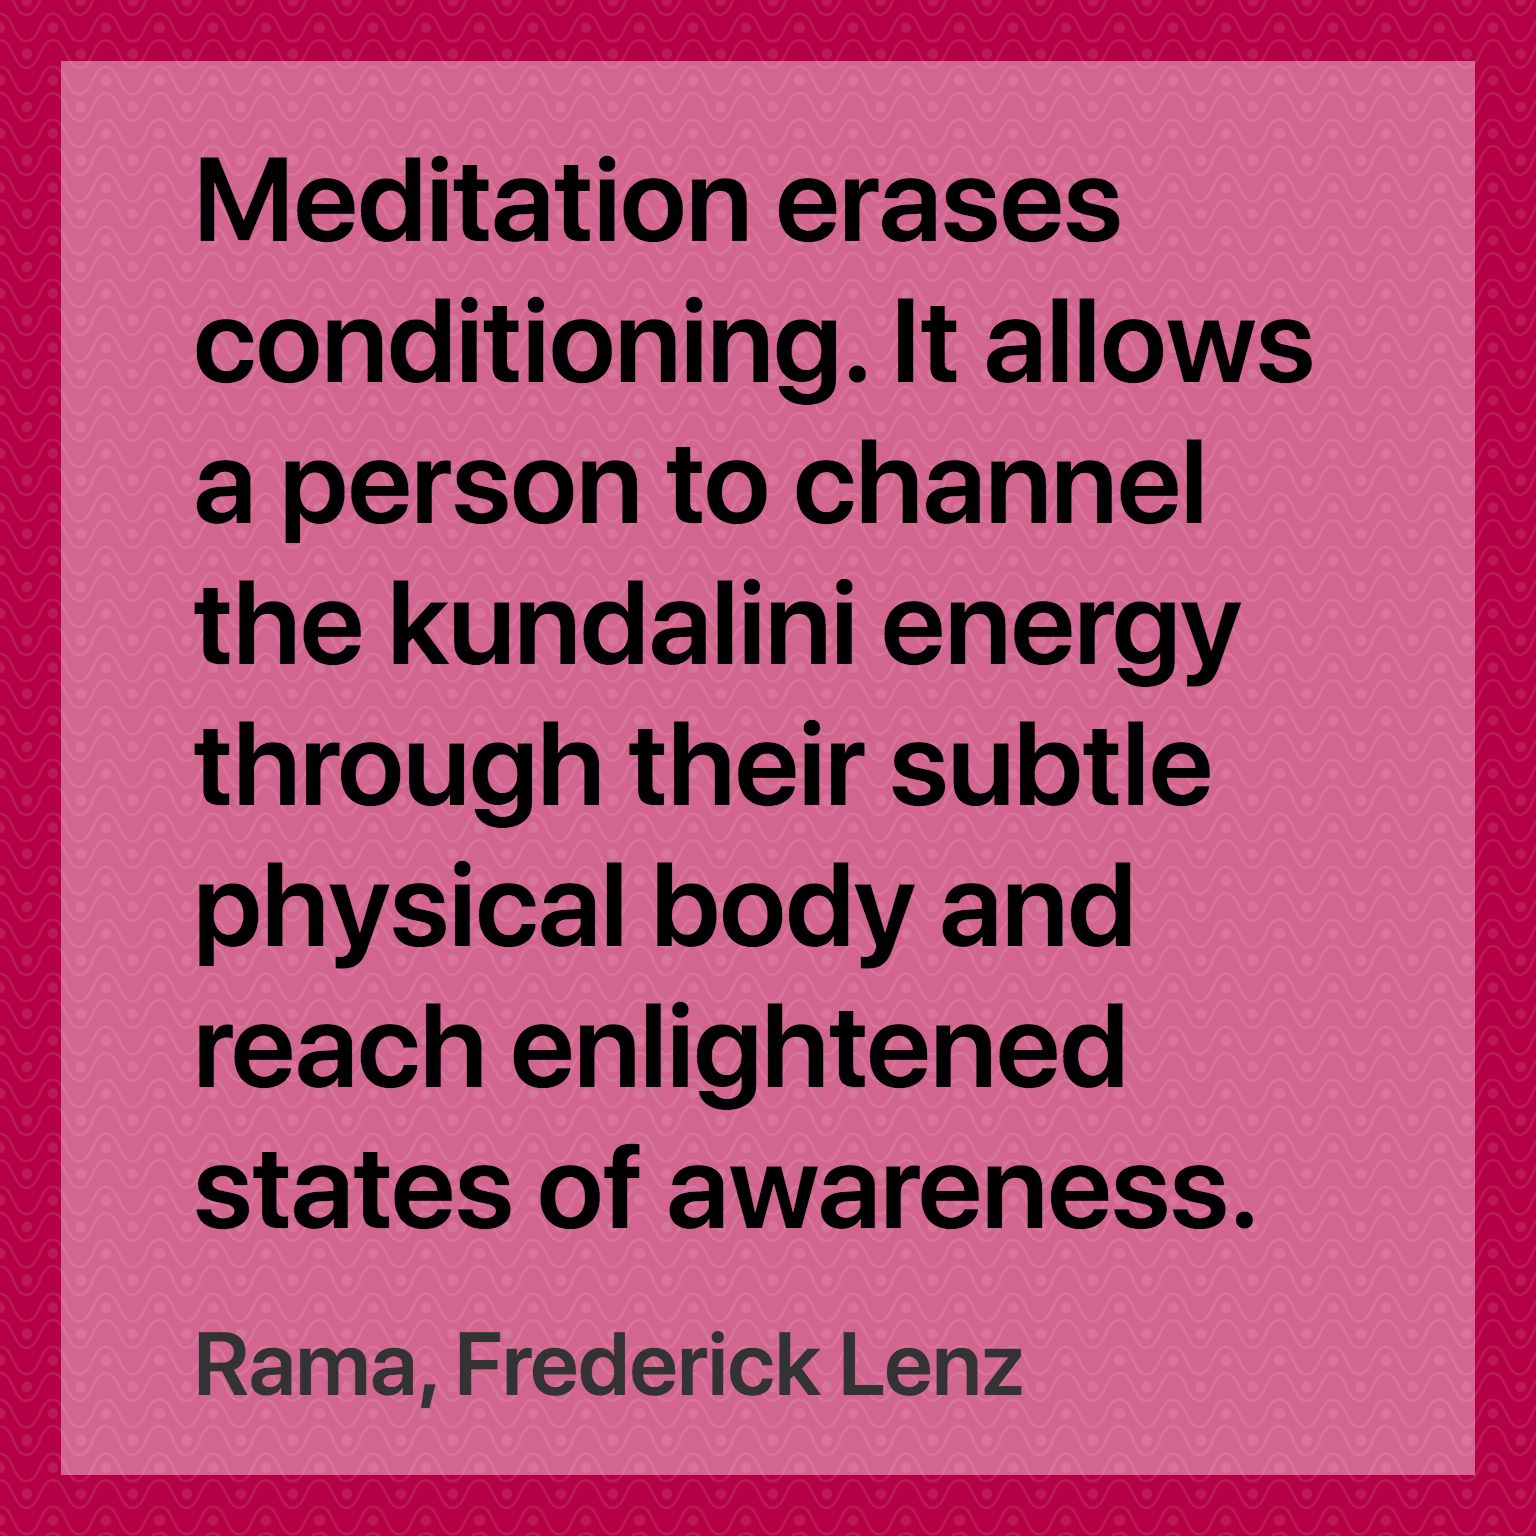 Meditation erases
conditioning. It allows
a person to channel
the kundalini energy
through their subtle
physical body and
reach enlightened
states of awareness.
Rama, Frederick Lenz